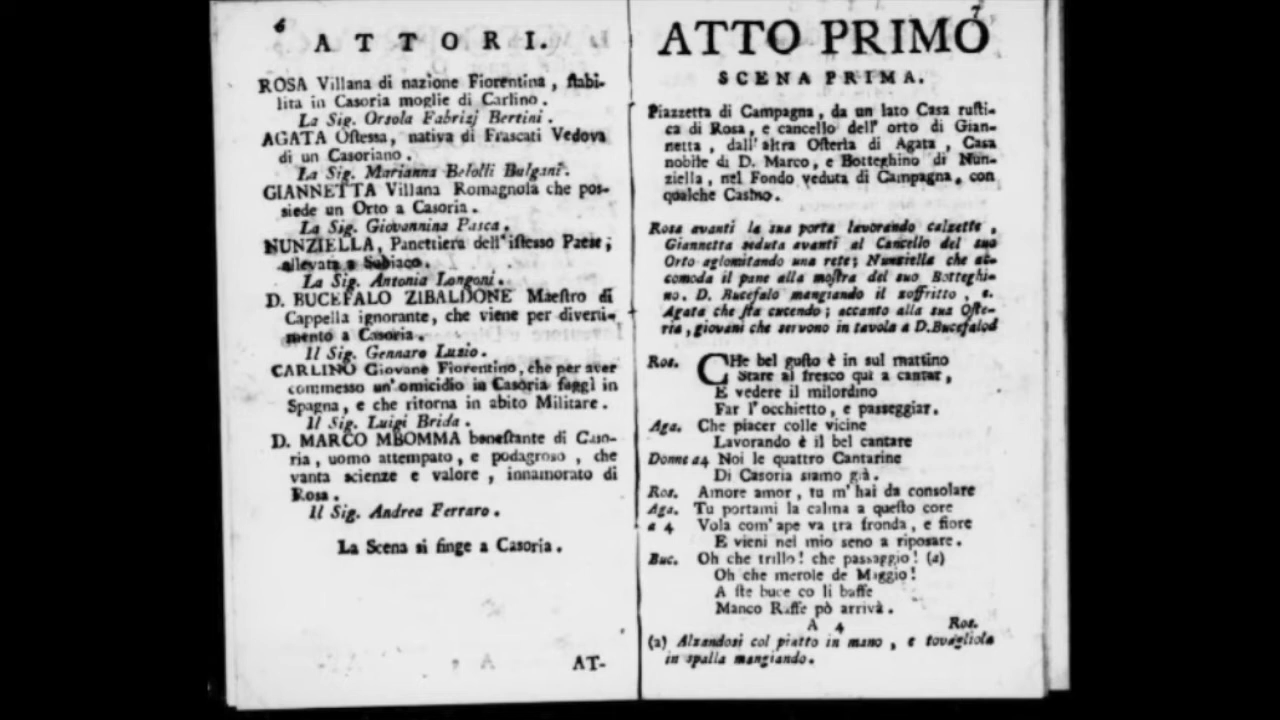 6
ATTORI.
ROSA Villana di nazione Fiorentina, stabi-
lita in Casoria moglie di Carlino.
La Sig. Orsola Fabrizj Bertini.
AGATA Ostessa, nativa di Frascati Vedova
di un Casoriano.
La Sig. Marianna Belolli Bulgani.
GIANNETTA Villana Romagnola che pos-
siede un Orto a Casoria.
La Sig. Giovannina Pasca.
NUNZIELLA, Panettiera dell'istesso Paese,
allevata a Subiaco.
La Sig. Antonia Longoni.
D. BUCEFALO ZIBALDONE Maestro di
Cappella ignorante, che viene per diverti-
mento a Casoria.
Il Sig. Gennaro Luzio.
CARLINO Giovane Fiorentino, che per aver
commesso un'omicidio in Casoria fuggì in
Spagna, e che ritorna in abito Militare.
Il Sig. Luigi Brida.
D. MARCO MBOMMA benestante di Caso-
ria, uomo attempato, e podagroso, che
vanta scienze e valore, innamorato di
Rosa.
Il Sig. Andrea Ferraro.
La Scena si finge a Casoria.
AT-
7
ATTO PRIMO
SCENA PRIMA.
Piazzetta di Campagna, da un lato Casa rusti-
ca di Rosa, e cancello dell' orto di Gian-
netta, dall'altra Osteria di Agata, Casa
nobile di D. Marco, e Botteghino di Nun-
ziella, nel Fondo veduta di Campagna, con
qualche Casino.
Rosa avanti la sua porta lavorando calzette,
Giannetta seduta avanti al Cancello del suo
Orto aglomitando una rete; Nunziella che ac-
comoda il pane alla mostra del suo Botteghi-
no. D. Bucefalo mangiando il soffritto, e.
Agata che sta cucendo; accanto alla sua Oste-
ria, giovani che servono in tavola a D.Bucefalo
Ros. CHe bel gusto è in sul mattino
Stare al fresco qui a cantar,
E vedere il milordino
Far l' occhietto, e passeggiar.
Aga. Che piacer colle vicine
Lavorando è il bel cantare
Donne a 4 Noi le quattro Cantarine
Di Casoria siamo già.
Ros. Amore amor, tu m' hai da consolare
Aga. Tu portami la calma a questo core
a 4 Vola com' ape va tra fronda, e fiore
E vieni nel mio seno a riposare.
Buc. Oh che trillo! che passaggio! (a)
Oh che merole de Maggio!
A ste buce co li baffe
Manco Raffe pò arrivà.
A 4 Ros.
(a) Alzandosi col piatto in mano, e tovagliola
in spalla mangiando.